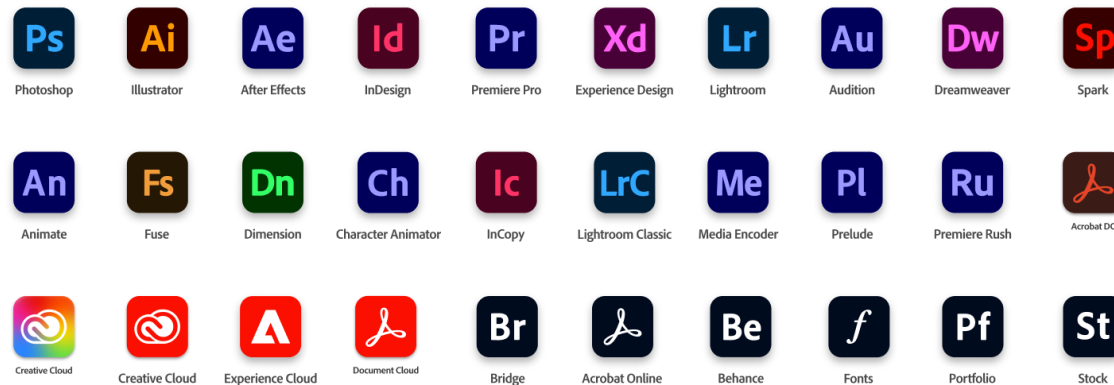 Ps Ai Ae Id Pr Xd Lr Au Dw Sp
Photoshop Illustrator After Effects InDesign Premiere Pro Experience Design Lightroom Audition Dreamweaver Spark
An Fs Dn Ch Ic LrC Me Pl Ru
Animate Fuse Dimension Character Animator InCopy Lightroom Classic Media Encoder Prelude Premiere Rush Acrobat DC
Br Be f Pf St
Creative Cloud Creative Cloud Experience Cloud Document Cloud Bridge Acrobat Online Behance Fonts Portfolio Stock